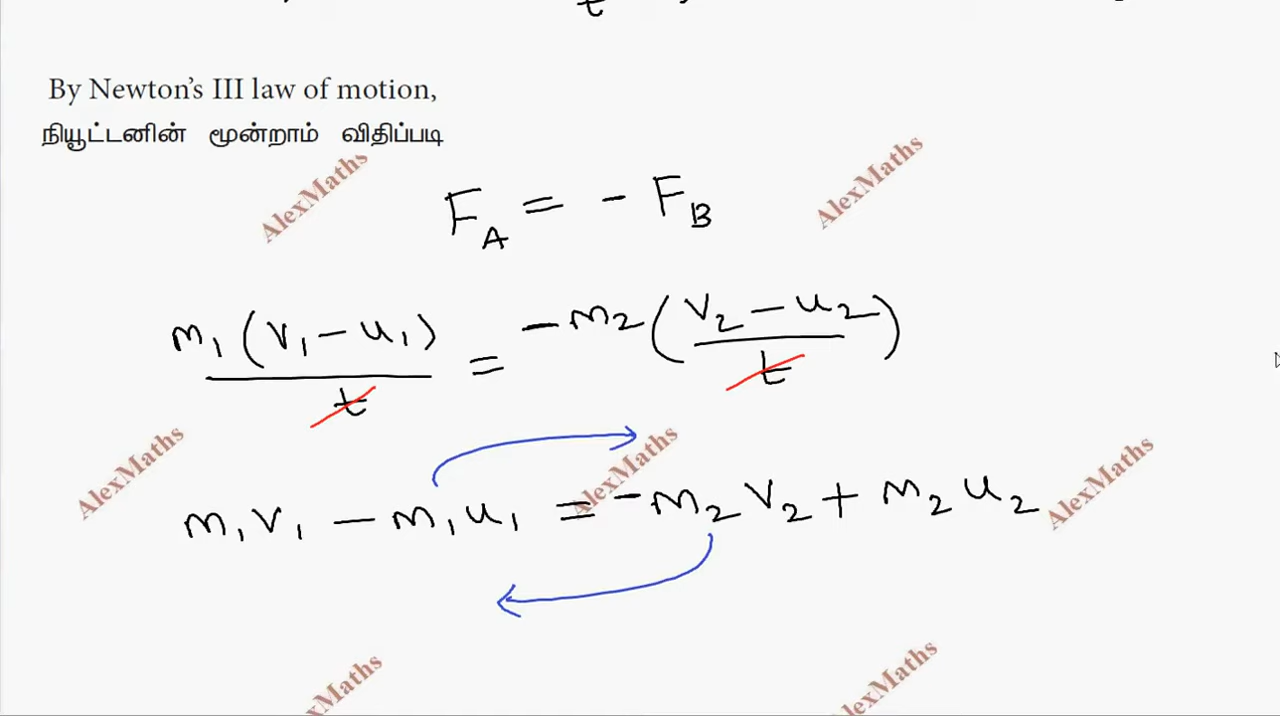 t
By Newton's III law of motion,
நியூட்டனின் மூன்றாம் விதிப்படி
AlexMaths
AlexMaths
F_A = - F_B
m₁(v₁-u₁)/t = -m₂(v₂-u₂/t)
AlexMaths
AlexMaths
AlexMaths
m₁v₁ - m₁u₁ = -m₂v₂ + m₂u₂
AlexMaths
AlexMaths